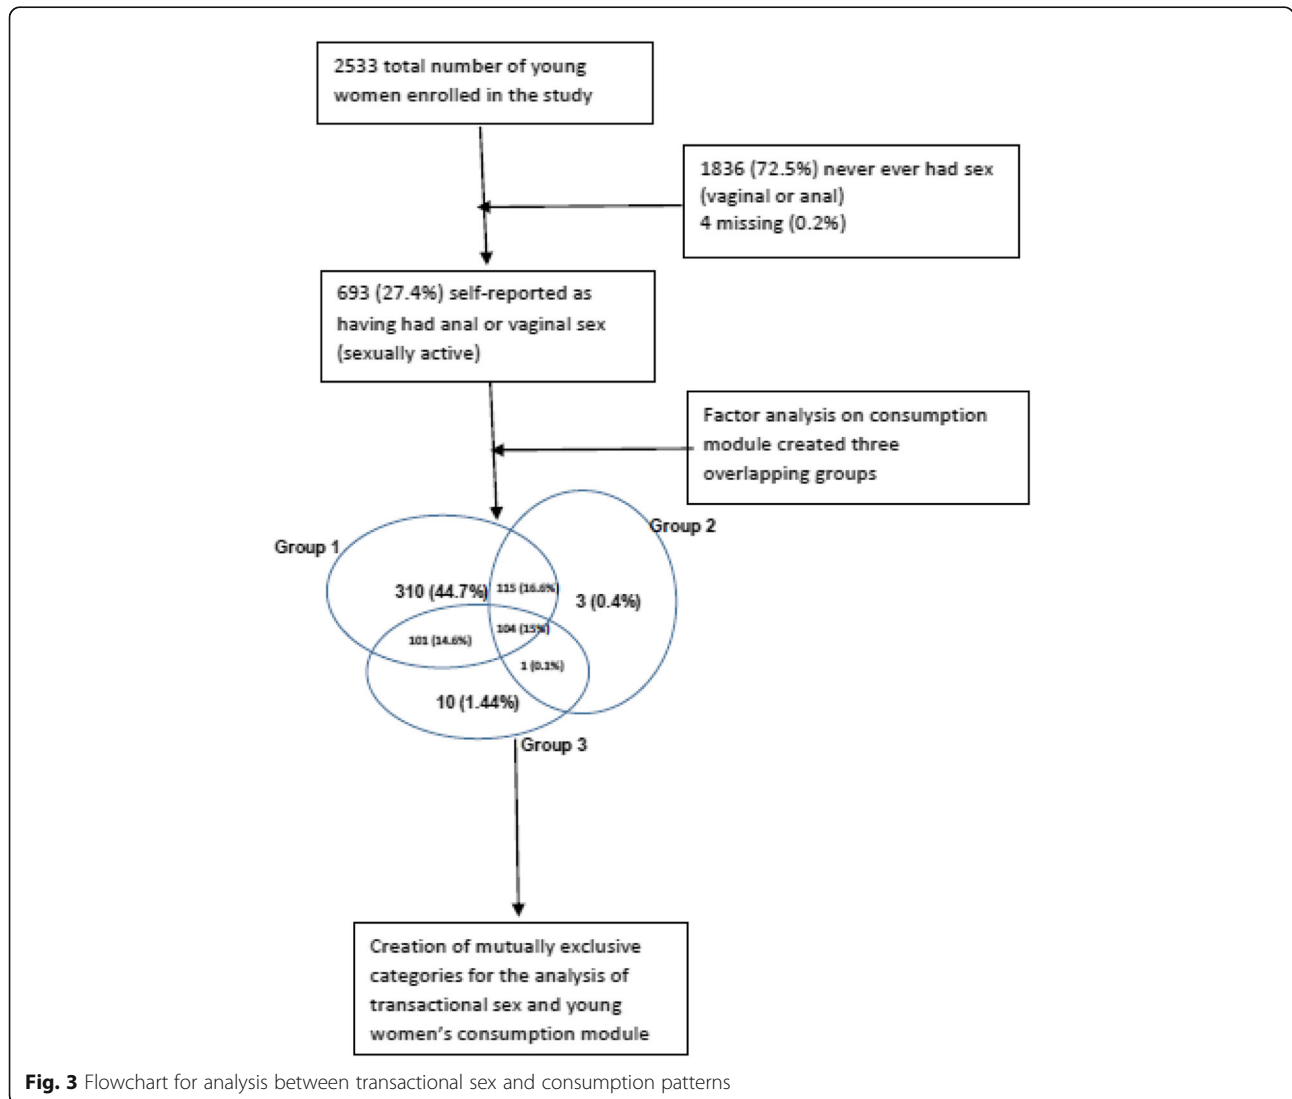 2533 total number of young
women enrolled in the study
1836 (72.5%) never ever had sex
(vaginal or anal)
4 missing (0.2%)
693 (27.4%) self-reported as
having had anal or vaginal sex
(sexually active)
Factor analysis on consumption
module created three
overlapping groups
Group 2
Group 1
310 (44.7%)
115 (16.6%)
3 (0.4%)
104 (15%)
101 (14.6%)
1 (0.1%)
10 (1.44%)
Group 3
Creation of mutually exclusive
categories for the analysis of
transactional sex and young
women's consumption module
Fig. 3 Flowchart for analysis between transactional sex and consumption patterns